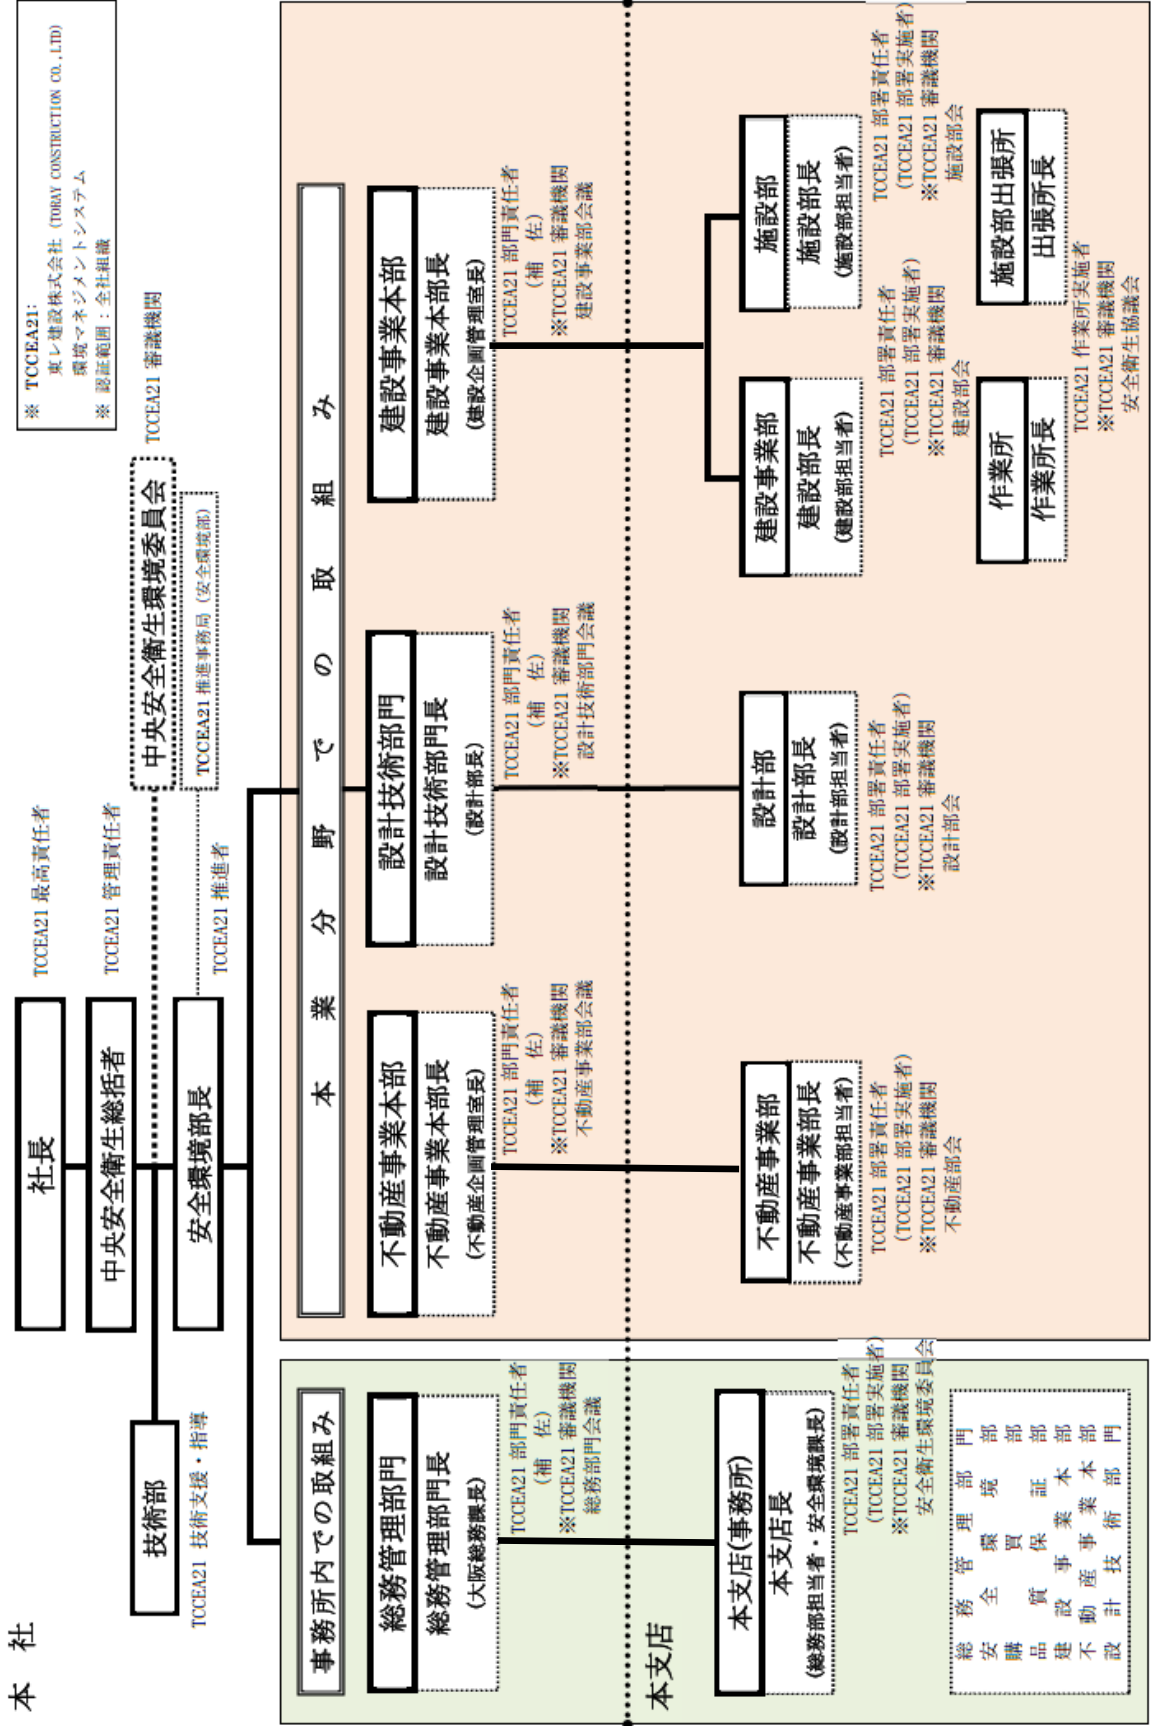 本 社
※ TCCEA21:
東レ建設株式会社 (TORAY CONSTRUCTION CO.,LTD)
環境マネジメントシステム
※ 認証範囲：全社組織
社長
TCCEA21 最高責任者
中央安全衛生総括者
TCCEA21 管理責任者
技術部
TCCEA21 技術支援・指導
中央安全衛生環境委員会
TCCEA21 審議機関
安全環境部長
TCCEA21 推進者
TCCEA21 推進事務局（安全環境部）
事務所内での取組み
総務管理部門
総務管理部門長
(大阪総務課長)
TCCEA21 部門責任者
(補 佐)
※TCCEA21 審議機関
総務部門会議
本 業 分 野 で の 取 組 み
不動産事業本部
不動産事業本部長
(不動産企画管理室長)
TCCEA21 部門責任者
(補 佐)
※TCCEA21 審議機関
不動産事業部会議
設計技術部門
設計技術部門長
(設計部長)
TCCEA21 部門責任者
(補 佐)
※TCCEA21 審議機関
設計技術部門会議
建設事業本部
建設事業本部長
(建設企画管理室長)
TCCEA21 部門責任者
(補 佐)
※TCCEA21 審議機関
建設事業部会議
本支店
本支店(事務所)
本支店長
(総務部担当者・安全環境課長)
TCCEA21 部署責任者
(TCCEA21 部署実施者)
※TCCEA21 審議機関
安全衛生環境委員会
総 務 管 理 部 門
安 全 環 境 部
購 買 部
品 質 保 証 部
建 設 事 業 本 部
不 動 産 事 業 本 部
設 計 技 術 部 門
不動産事業部
不動産事業部長
(不動産事業部担当者)
TCCEA21 部署責任者
(TCCEA21 部署実施者)
※TCCEA21 審議機関
不動産部会
設計部
設計部長
(設計部担当者)
TCCEA21 部署責任者
(TCCEA21 部署実施者)
※TCCEA21 審議機関
設計部会
建設事業部
建設部長
(建設部担当者)
TCCEA21 部署責任者
(TCCEA21 部署実施者)
※TCCEA21 審議機関
建設部会
施設部
施設部長
(施設部担当者)
TCCEA21 部署責任者
(TCCEA21 部署実施者)
※TCCEA21 審議機関
施設部会
作業所
作業所長
施設部出張所
出張所長
TCCEA21 作業所実施者
※TCCEA21 審議機関
安全衛生協議会